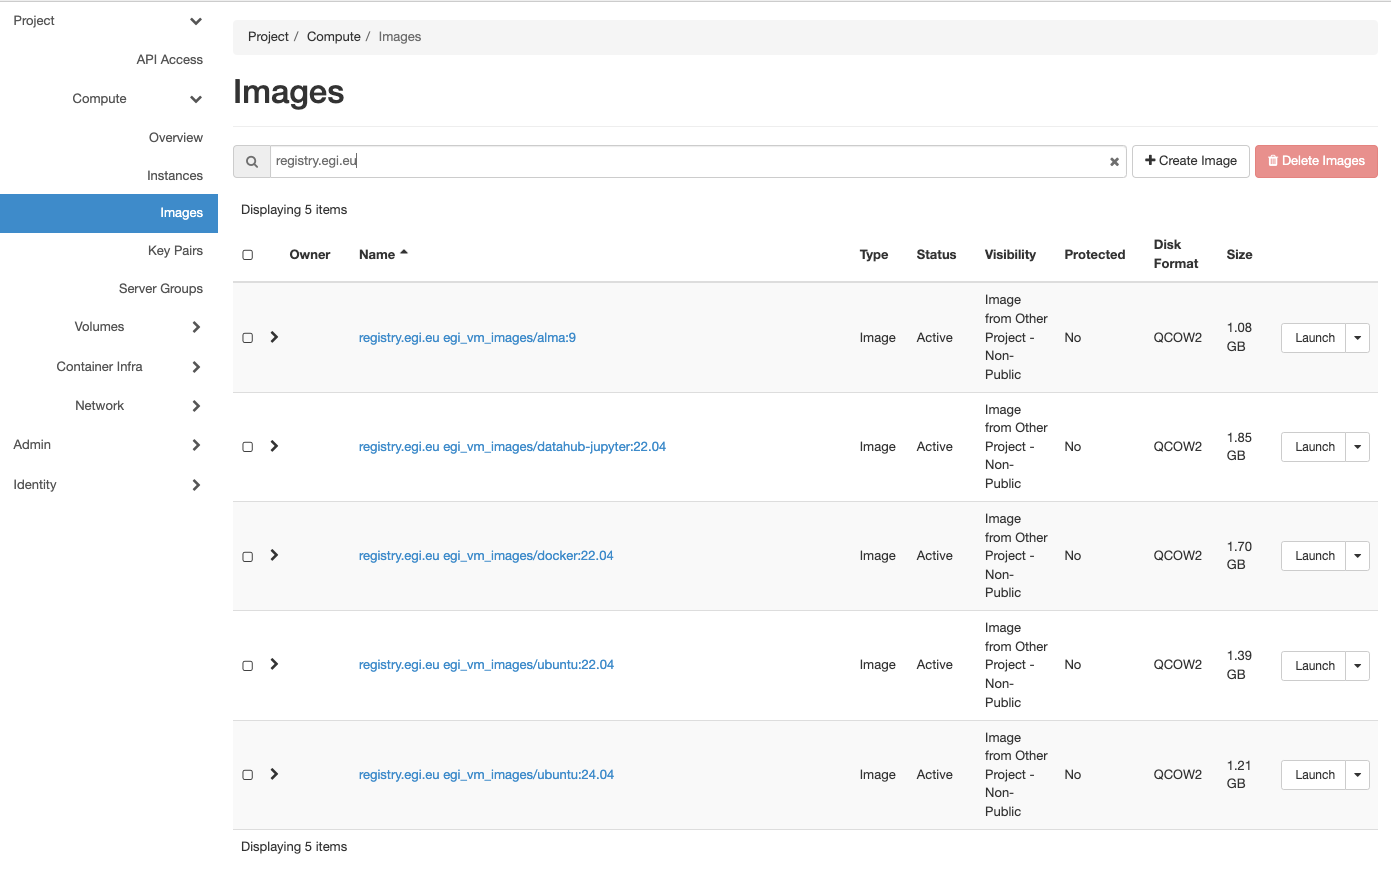 Project
API Access
Compute
Overview
Instances
Images
Key Pairs
Server Groups
Volumes
Container Infra
Network
Admin
Identity
Project / Compute / Images
Images
registry.egi.eu
Create Image
Delete Images
Displaying 5 items
Owner Name Type Status Visibility Protected Disk Format Size
registry.egi.eu egi_vm_images/alma:9 Image Active Image from Other Project - Non-Public No QCOW2 1.08 GB Launch
registry.egi.eu egi_vm_images/datahub-jupyter:22.04 Image Active Image from Other Project - Non-Public No QCOW2 1.85 GB Launch
registry.egi.eu egi_vm_images/docker:22.04 Image Active Image from Other Project - Non-Public No QCOW2 1.70 GB Launch
registry.egi.eu egi_vm_images/ubuntu:22.04 Image Active Image from Other Project - Non-Public No QCOW2 1.39 GB Launch
registry.egi.eu egi_vm_images/ubuntu:24.04 Image Active Image from Other Project - Non-Public No QCOW2 1.21 GB Launch
Displaying 5 items